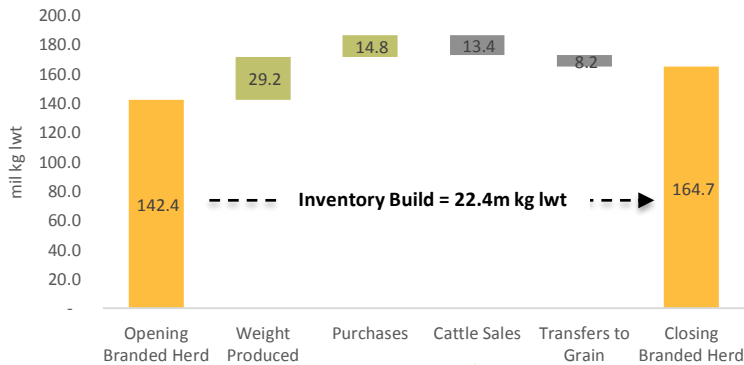 200.0
180.0
160.0
140.0
120.0
100.0
80.0
60.0
40.0
20.0
-
mil kg lwt
142.4
29.2
14.8
13.4
8.2
164.7
Inventory Build = 22.4m kg lwt
Opening
Branded Herd
Weight
Produced
Purchases
Cattle Sales
Transfers to
Grain
Closing
Branded Herd